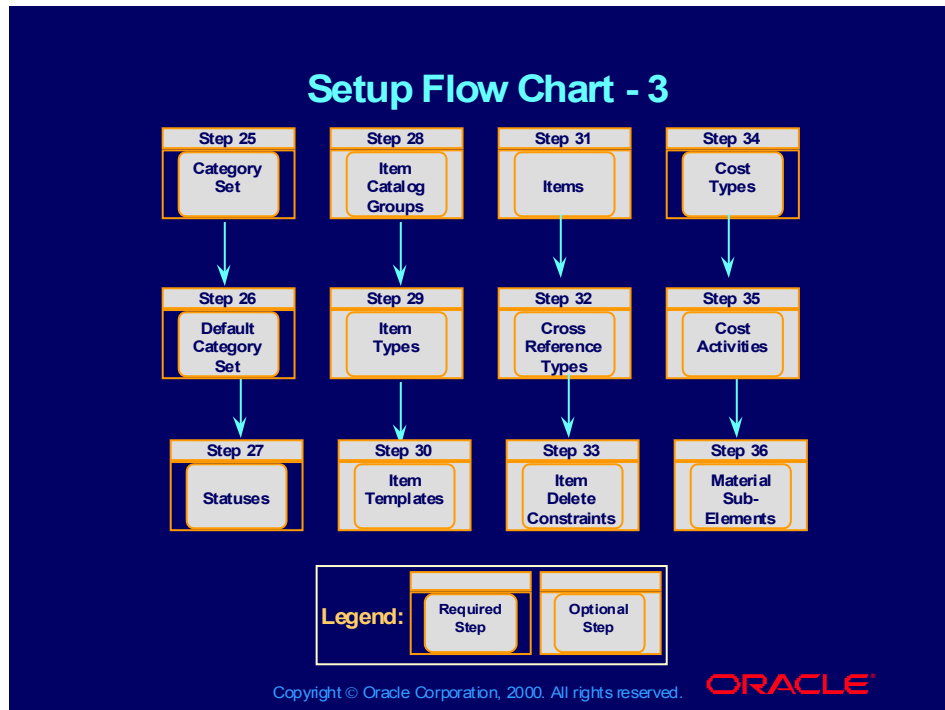 Setup Flow Chart - 3
Step 25
Category
Set
Step 28
Item
Catalog
Groups
Step 31
Items
Step 34
Cost
Types
Step 26
Default
Category
Set
Step 29
Item
Types
Step 32
Cross
Reference
Types
Step 35
Cost
Activities
Step 27
Statuses
Step 30
Item
Templates
Step 33
Item
Delete
Constraints
Step 36
Material
Sub-
Elements
Legend:
Required
Step
Optional
Step
Copyright © Oracle Corporation, 2000. All rights reserved.
ORACLE®